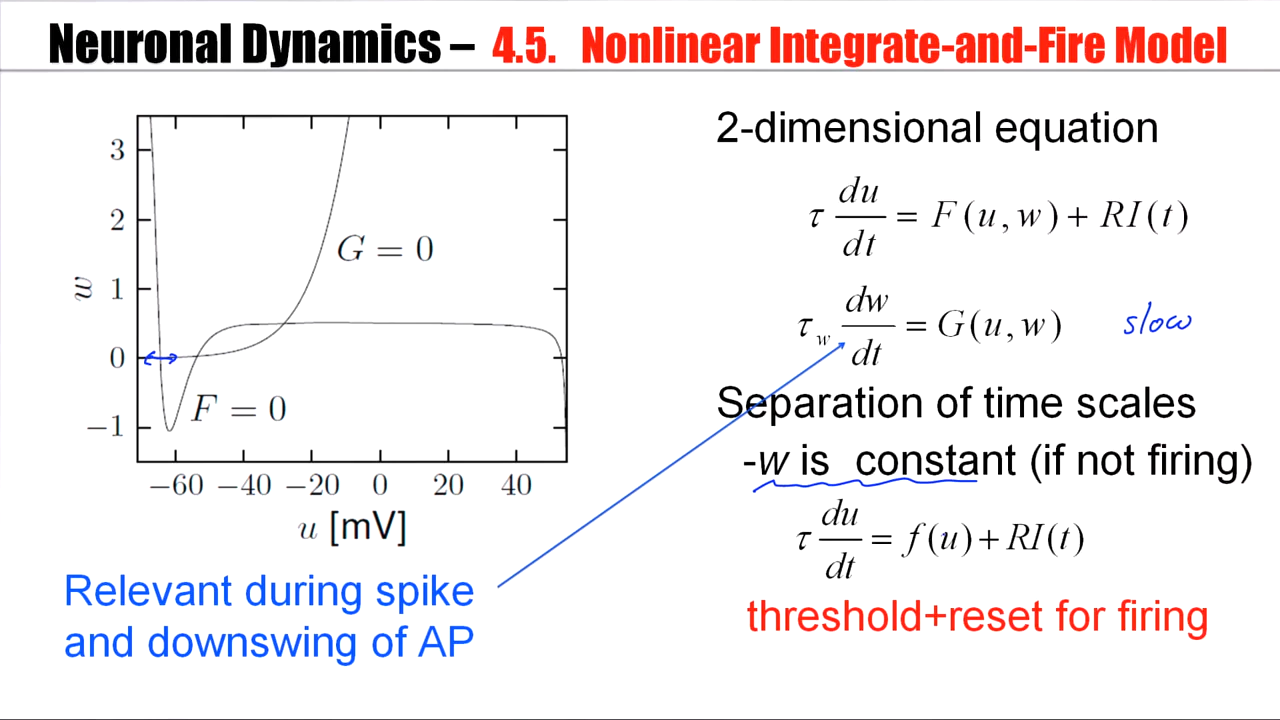 Neuronal Dynamics – 4.5. Nonlinear Integrate-and-Fire Model
2-dimensional equation
τ du/dt = F(u,w) + RI(t)
τ_w dw/dt = G(u,w) slow
Separation of time scales
-w is constant (if not firing)
τ du/dt = f(u)+RI(t)
threshold+reset for firing
3
2
1
0
−1
w
G = 0
F = 0
−60 −40 −20 0 20 40
u [mV]
Relevant during spike
and downswing of AP